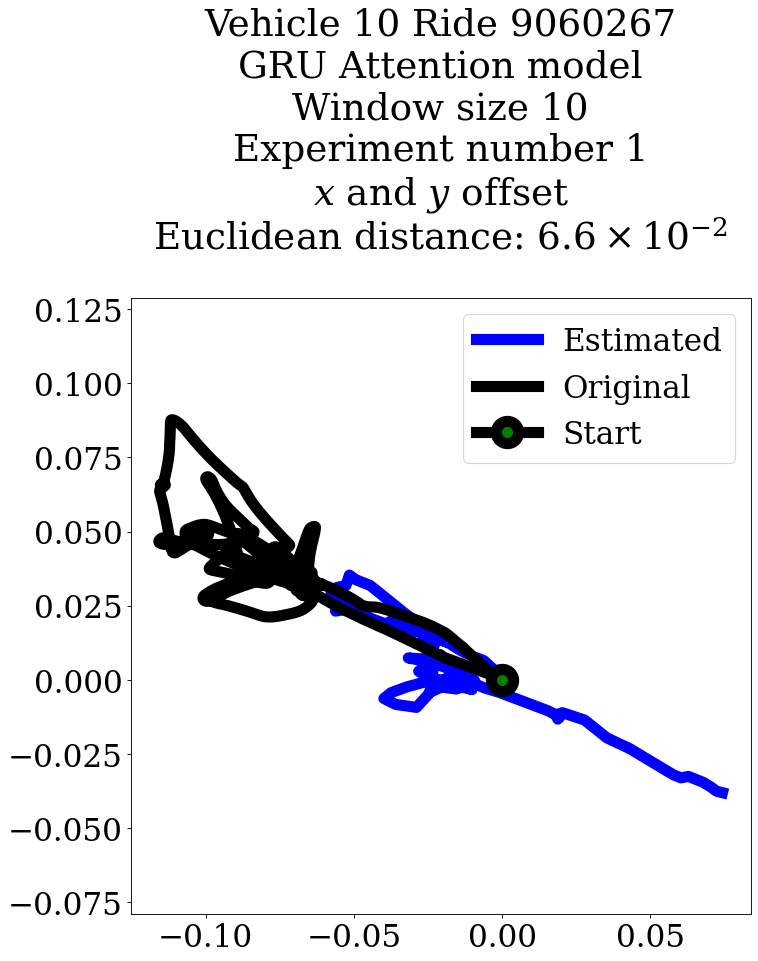 Vehicle 10 Ride 9060267
GRU Attention model
Window size 10
Experiment number 1
x and y offset
Euclidean distance: 6.6 × 10⁻²
0.125
0.100
0.075
0.050
0.025
0.000
−0.025
−0.050
−0.075
Estimated
Original
Start
−0.10
−0.05
0.00
0.05